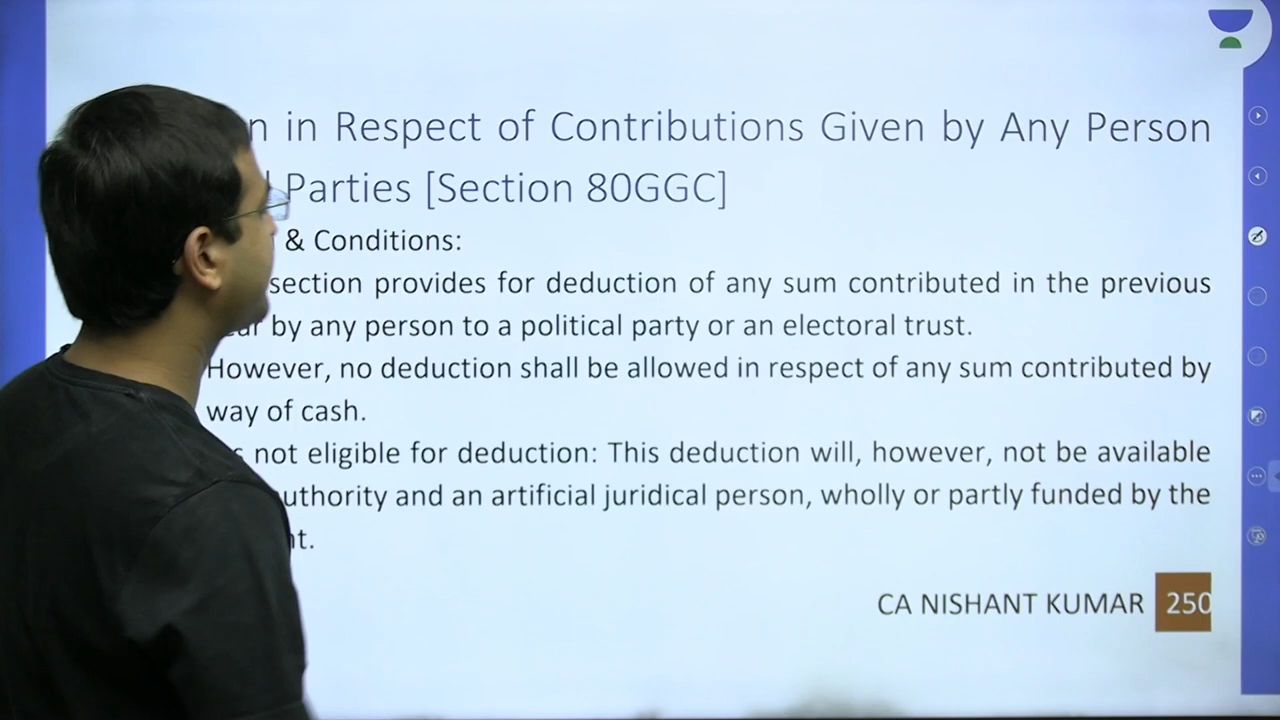 n in Respect of Contributions Given by Any Person
Parties [Section 80GGC]
& Conditions:
section provides for deduction of any sum contributed in the previous
by any person to a political party or an electoral trust.
However, no deduction shall be allowed in respect of any sum contributed by
way of cash.
not eligible for deduction: This deduction will, however, not be available
uthority and an artificial juridical person, wholly or partly funded by the
nt.
CA NISHANT KUMAR 250